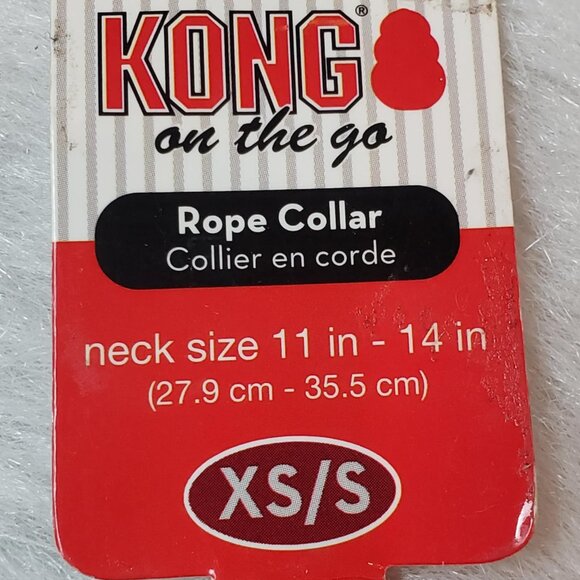 KONG®
on the go
Rope Collar
Collier en corde
neck size 11 in - 14 in
(27.9 cm - 35.5 cm)
XS/S